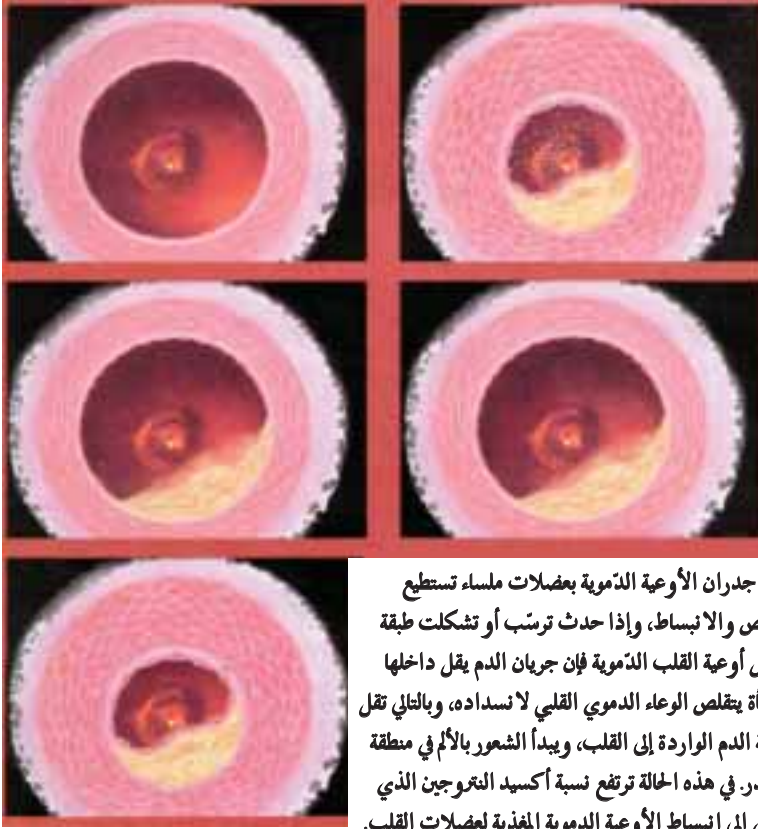 جدران الأوعية الدّموية بعضلات ملساء تستطيع
والانبساط، وإذا حدث ترسّب أو تشكلت طبقة
أوعية القلب الدّموية فإن جريان الدم يقل داخلها
يتقلص الوعاء الدموي القلبي لانسداده، وبالتالي تقل
الدم الواردة إلى القلب، ويبدأ الشعور بالألم في منطقة
في هذه الحالة ترتفع نسبة أكسيد النتروجين الذي
إلى انبساط الأوعية الدموية المغذية لعضلات القلب.